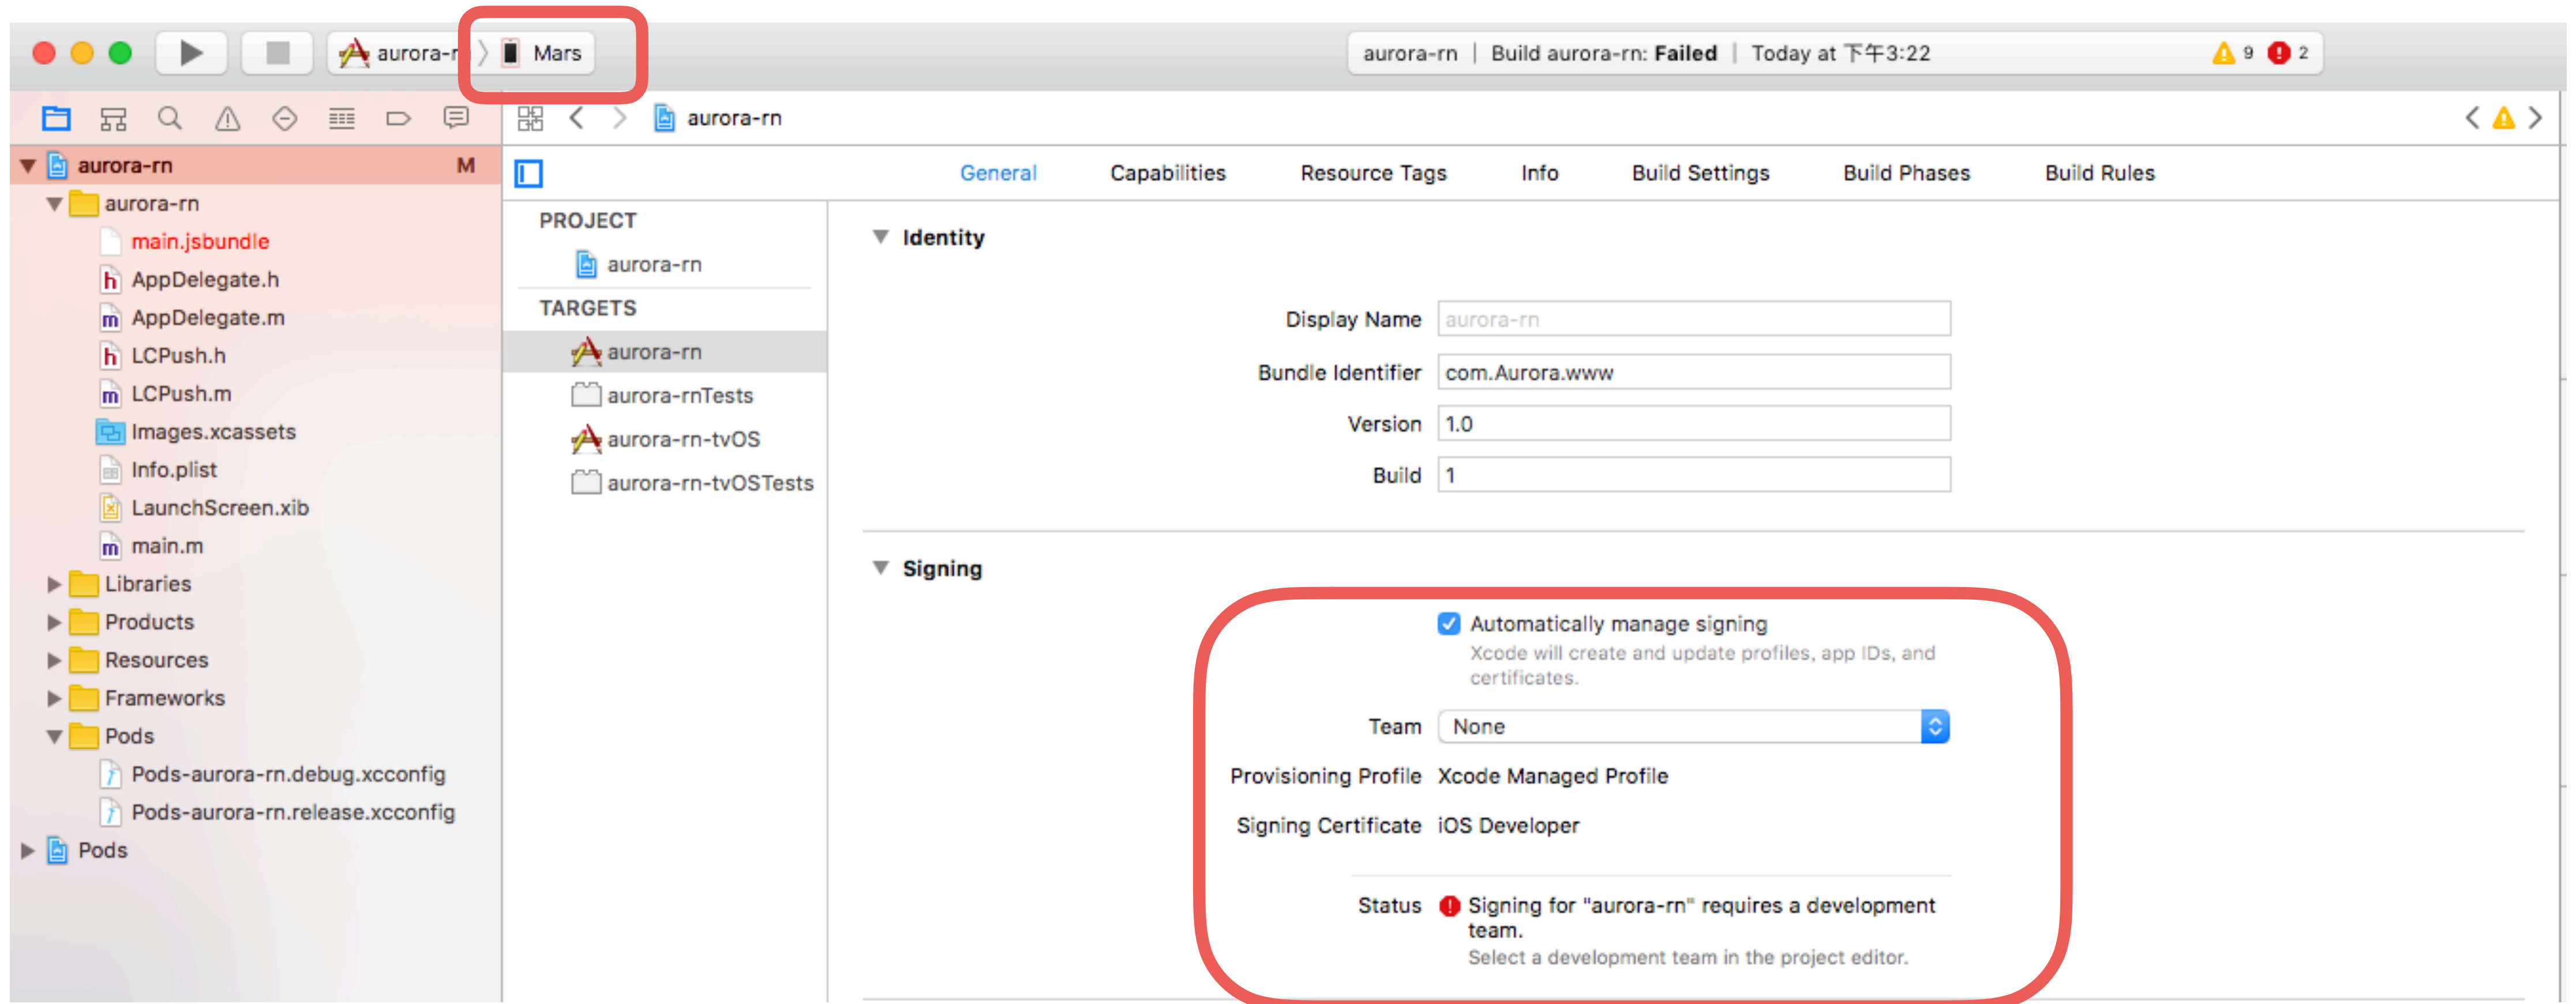 aurora-r
Mars
aurora-rn | Build aurora-rn: Failed | Today at 下午3:22
9
2
aurora-rn
aurora-rn M
General Capabilities Resource Tags Info Build Settings Build Phases Build Rules
aurora-rn
main.jsbundle
AppDelegate.h
AppDelegate.m
LCPush.h
LCPush.m
Images.xcassets
Info.plist
LaunchScreen.xib
main.m
Libraries
Products
Resources
Frameworks
Pods
Pods-aurora-rn.debug.xcconfig
Pods-aurora-rn.release.xcconfig
Pods
PROJECT
aurora-rn
TARGETS
aurora-rn
aurora-rnTests
aurora-rn-tvOS
aurora-rn-tvOSTests
Identity
Display Name aurora-rn
Bundle Identifier com.Aurora.www
Version 1.0
Build 1
Signing
Automatically manage signing
Xcode will create and update profiles, app IDs, and
certificates.
Team None
Provisioning Profile Xcode Managed Profile
Signing Certificate iOS Developer
Status Signing for "aurora-rn" requires a development
team.
Select a development team in the project editor.